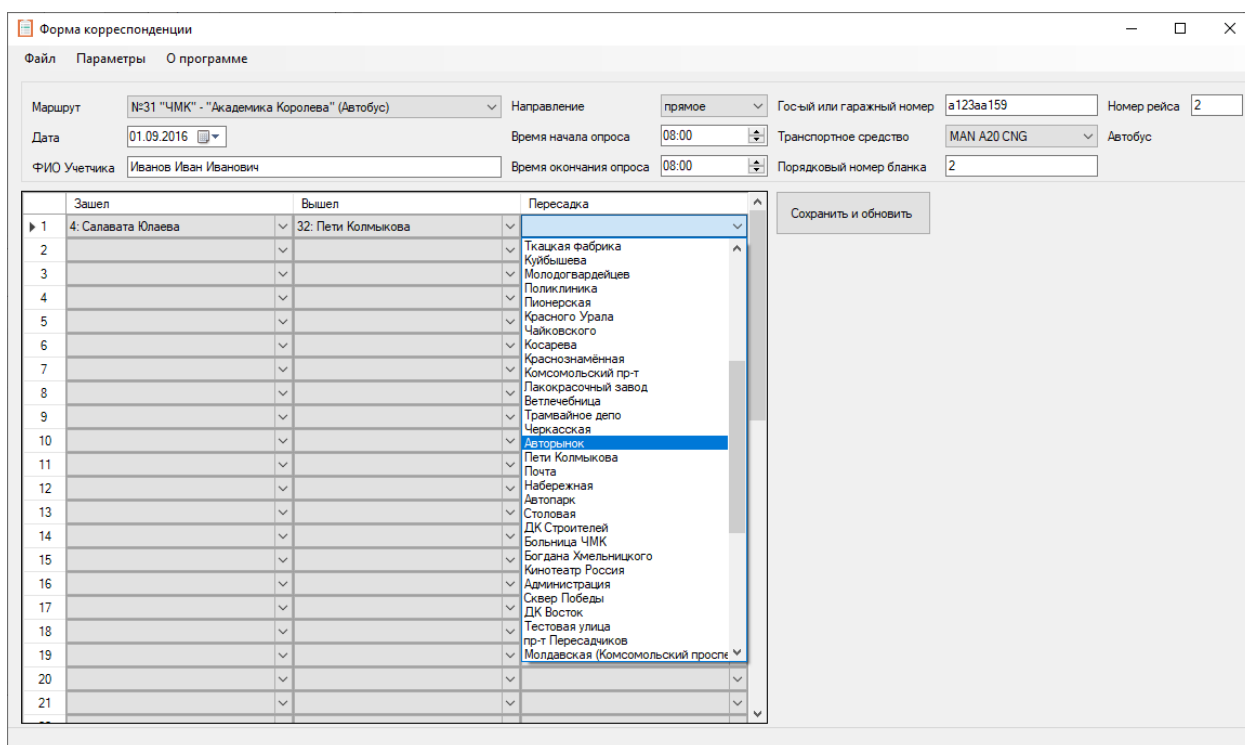 Форма корреспонденции
Файл Параметры О программе
Маршрут №31 "ЧМК" - "Академика Королева" (Автобус) Направление прямое Гос-ый или гаражный номер а123аа159 Номер рейса 2
Дата 01.09.2016 Время начала опроса 08:00 Транспортное средство MAN A20 CNG Автобус
ФИО Учетчика Иванов Иван Иванович Время окончания опроса 08:00 Порядковый номер бланка 2
Зашел Вышел Пересадка
Сохранить и обновить
1 4: Салавата Юлаева 32: Пети Колмыкова
2
3
4
5
6
7
8
9
10
11
12
13
14
15
16
17
18
19
20
21
Ткацкая фабрика
Куйбышева
Молодогвардейцев
Поликлиника
Пионерская
Красного Урала
Чайковского
Косарева
Краснознамённая
Комсомольский пр-т
Лакокрасочный завод
Ветлечебница
Трамвайное депо
Черкасская
Авторынок
Пети Колмыкова
Почта
Набережная
Автопарк
Столовая
ДК Строителей
Больница ЧМК
Богдана Хмельницкого
Кинотеатр Россия
Администрация
Сквер Победы
ДК Восток
Тестовая улица
пр-т Пересадчиков
Молдавская (Комсомольский проспе